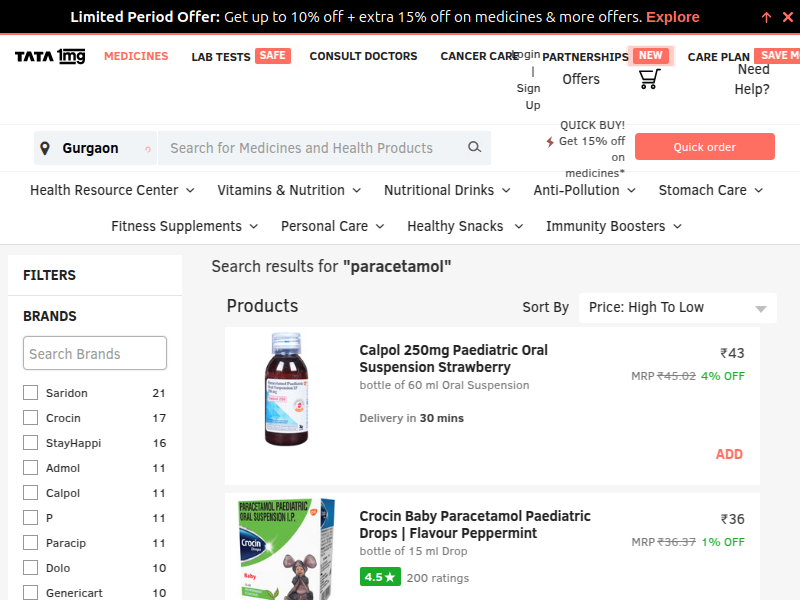 Limited Period Offer: Get up to 10% off + extra 15% off on medicines & more offers. Explore
TATA 1mg
MEDICINES
LAB TESTS SAFE
CONSULT DOCTORS
CANCER CARE
PARTNERSHIPS NEW
CARE PLAN SAVE M
Login
|
Sign
Up
Offers
Need
Help?
Gurgaon
Search for Medicines and Health Products
QUICK BUY!
Get 15% off
on
medicines*
Quick order
Health Resource Center
Vitamins & Nutrition
Nutritional Drinks
Anti-Pollution
Stomach Care
Fitness Supplements
Personal Care
Healthy Snacks
Immunity Boosters
FILTERS
BRANDS
Search Brands
Saridon 21
Crocin 17
StayHappi 16
Admol 11
Calpol 11
P 11
Paracip 11
Dolo 10
Genericart 10
Search results for "paracetamol"
Products
Sort By
Price: High To Low
Calpol 250mg Paediatric Oral
Suspension Strawberry
bottle of 60 ml Oral Suspension
Delivery in 30 mins
₹43
MRP ₹45.02 4% OFF
ADD
PARACETAMOL PAEDIATRIC
ORAL SUSPENSION I.P.
Crocin
Drops
Baby
Crocin Baby Paracetamol Paediatric
Drops | Flavour Peppermint
bottle of 15 ml Drop
4.5★ 200 ratings
₹36
MRP ₹36.37 1% OFF